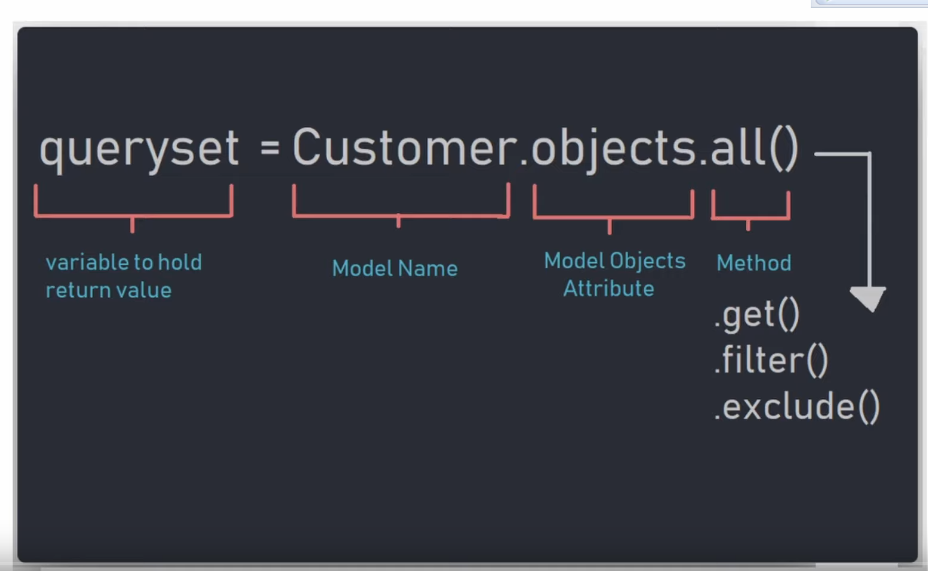 queryset = Customer.objects.all()
variable to hold
return value
Model Name
Model Objects
Attribute
Method
.get()
.filter()
.exclude()